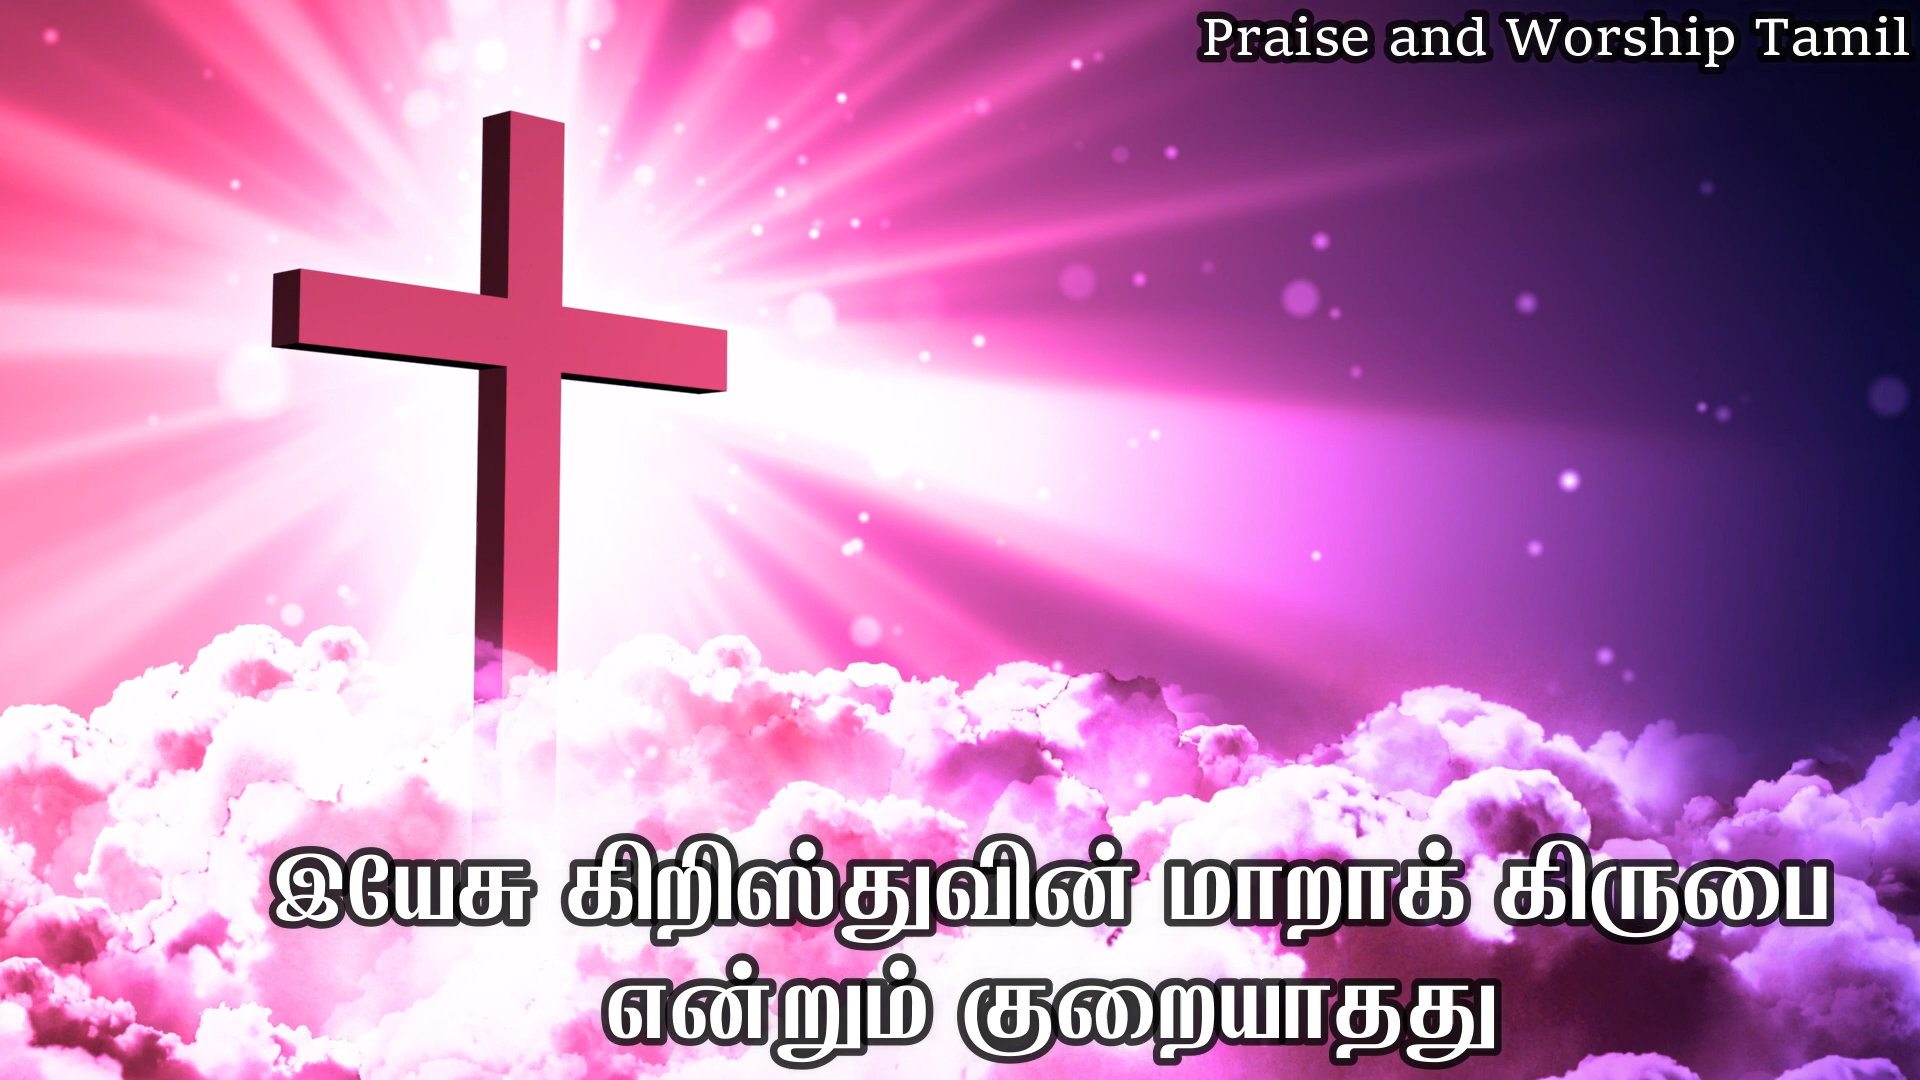 Praise and Worship Tamil
இயேசு கிறிஸ்துவின் மாறாக் கிருபை
என்றும் குறையாதது